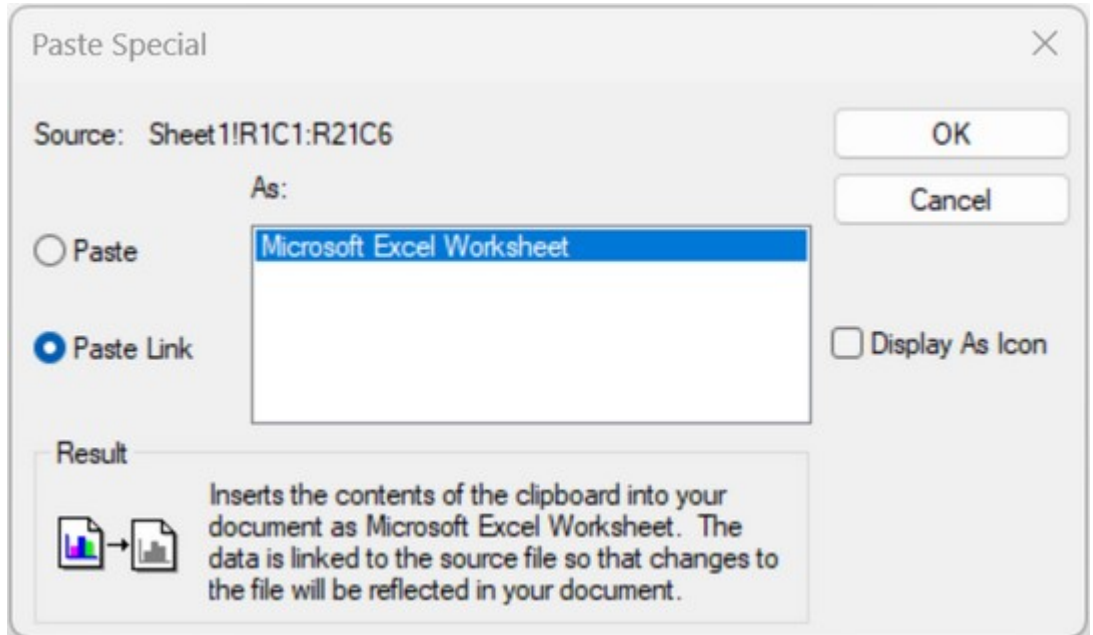 Paste Special
Source: Sheet1!R1C1:R21C6
OK
As:
Cancel
Paste
Microsoft Excel Worksheet
Paste Link
Display As Icon
Result
Inserts the contents of the clipboard into your
document as Microsoft Excel Worksheet. The
data is linked to the source file so that changes to
the file will be reflected in your document.